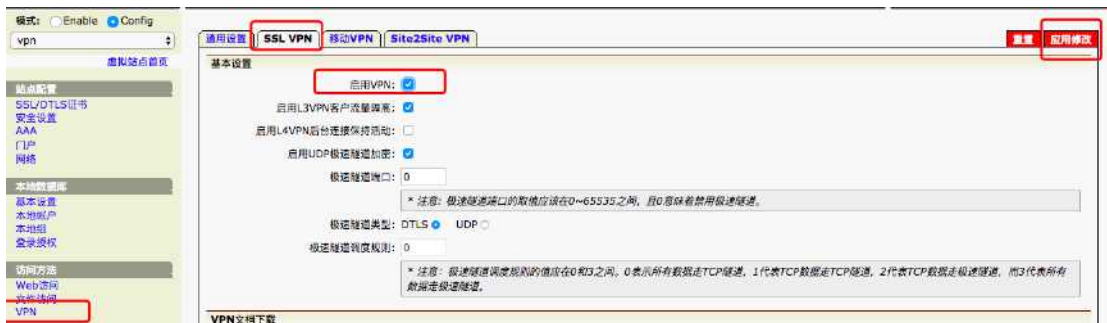 模式: Enable Config
vpn
虚拟站点首页
站点配置
SSL/DTLS证书
安全设置
AAA
门户
网络
本地数据库
基本设置
本地账户
本地组
登录授权
访问方法
Web访问
文件访问
VPN
通用设置 SSL VPN 移动VPN Site2Site VPN 重置 应用修改
基本设置
启用VPN:
启用L3VPN客户流量隔离:
启用L4VPN后台连接保持活动:
启用UDP极速隧道加密:
极速隧道端口: 0
* 注意: 极速隧道端口的取值应该在0~65535之间, 且0意味着禁用极速隧道。
极速隧道类型: DTLS UDP
极速隧道调度规则: 0
* 注意: 极速隧道调度规则的值应在0和3之间。0表示所有数据走TCP隧道, 1代表TCP数据走TCP隧道, 2代表TCP数据走极速隧道, 而3代表所有
数据走极速隧道。
VPN文档下载